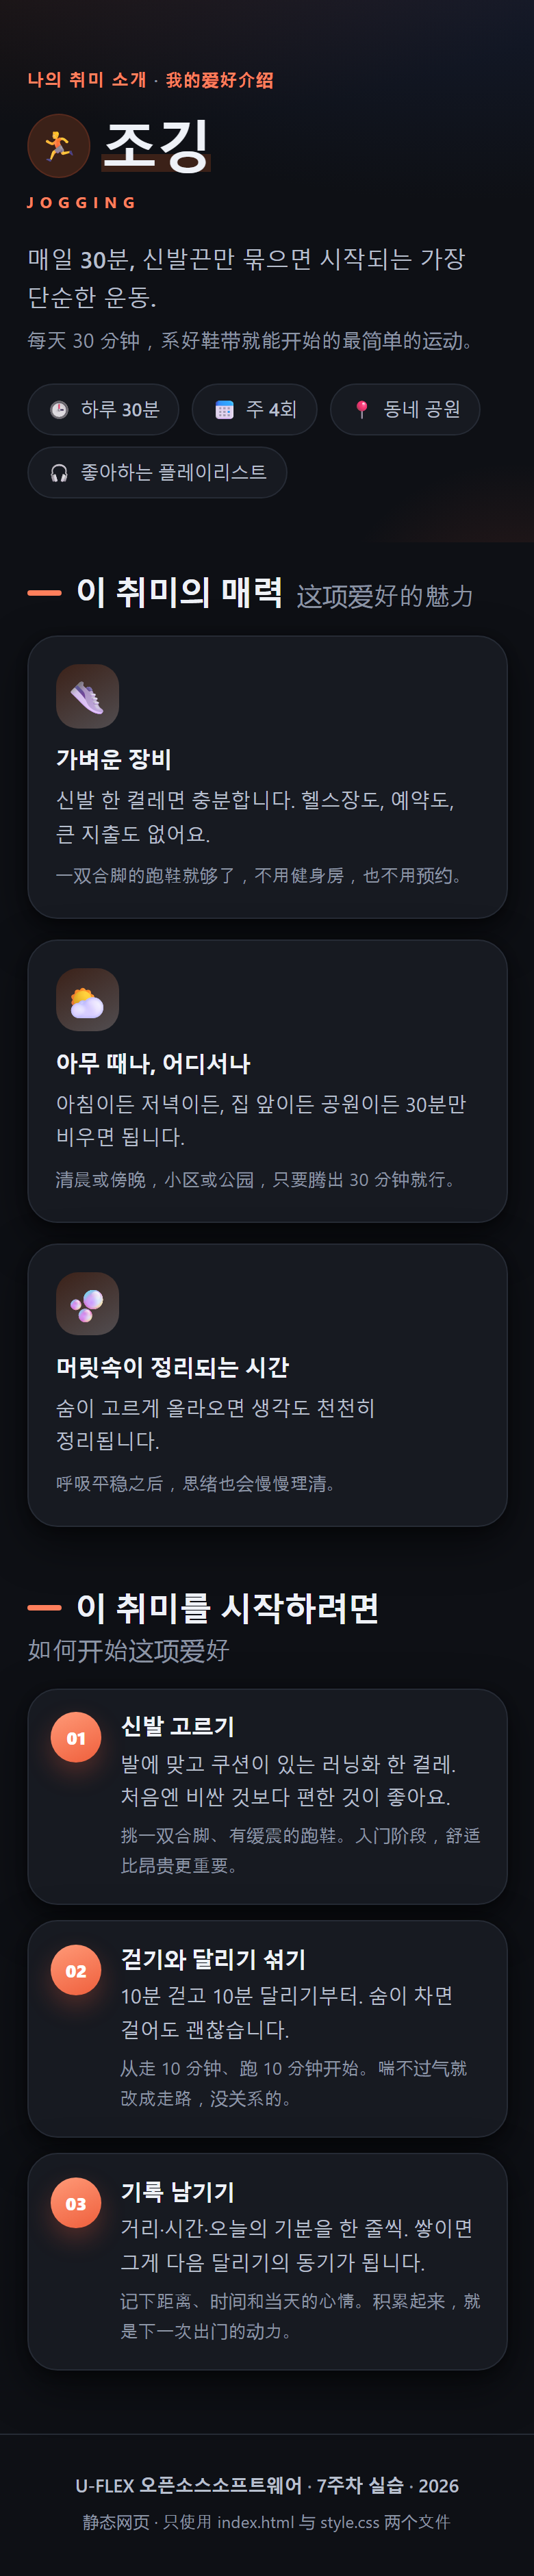 나의 취미 소개 · 我的爱好介绍
조깅
JOGGING
매일 30분, 신발끈만 묶으면 시작되는 가장
단순한 운동.
每天 30 分钟，系好鞋带就能开始的最简单的运动。
하루 30분
주 4회
동네 공원
좋아하는 플레이리스트
이 취미의 매력 这项爱好的魅力
가벼운 장비
신발 한 켤레면 충분합니다. 헬스장도, 예약도,
큰 지출도 없어요.
一双合脚的跑鞋就够了，不用健身房，也不用预约。
아무 때나, 어디서나
아침이든 저녁이든, 집 앞이든 공원이든 30분만
비우면 됩니다.
清晨或傍晚，小区或公园，只要腾出 30 分钟就行。
머릿속이 정리되는 시간
숨이 고르게 올라오면 생각도 천천히
정리됩니다.
呼吸平稳之后，思绪也会慢慢理清。
이 취미를 시작하려면
如何开始这项爱好
01
신발 고르기
발에 맞고 쿠션이 있는 러닝화 한 켤레.
처음엔 비싼 것보다 편한 것이 좋아요.
挑一双合脚、有缓震的跑鞋。入门阶段，舒适
比昂贵更重要。
02
걷기와 달리기 섞기
10분 걷고 10분 달리기부터. 숨이 차면
걸어도 괜찮습니다.
从走 10 分钟、跑 10 分钟开始。喘不过气就
改成走路，没关系的。
03
기록 남기기
거리·시간·오늘의 기분을 한 줄씩. 쌓이면
그게 다음 달리기의 동기가 됩니다.
记下距离、时间和当天的心情。积累起来，就
是下一次出门的动力。
U-FLEX 오픈소스소프트웨어 · 7주차 실습 · 2026
静态网页 · 只使用 index.html 与 style.css 两个文件